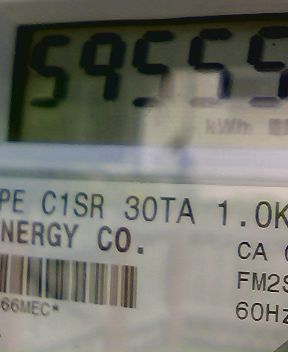 59555
kWh
PE C1SR 30TA 1.0K
NERGY CO.
CA
FM2S
66MEC*
60Hz